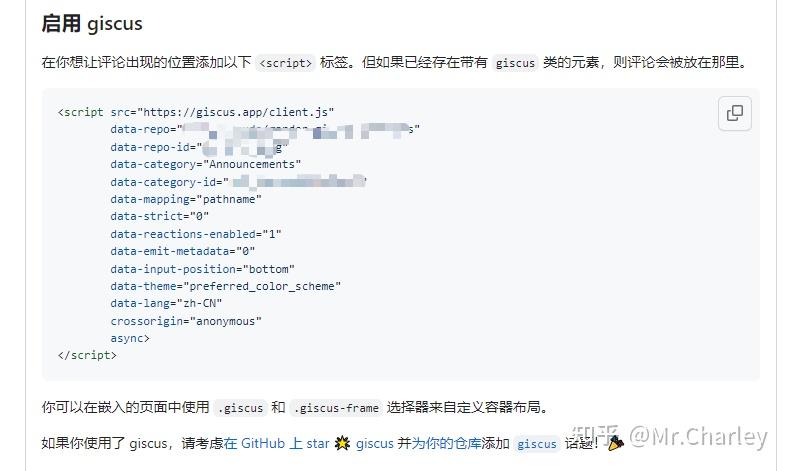 启用 giscus
在你想让评论出现的位置添加以下 <script> 标签。但如果已经存在带有 giscus 类的元素，则评论会被放在那里。
<script src="https://giscus.app/client.js"
data-repo="s"
data-repo-id="g"
data-category="Announcements"
data-category-id="
data-mapping="pathname"
data-strict="0"
data-reactions-enabled="1"
data-emit-metadata="0"
data-input-position="bottom"
data-theme="preferred_color_scheme"
data-lang="zh-CN"
crossorigin="anonymous"
async>
</script>
你可以在嵌入的页面中使用 .giscus 和 .giscus-frame 选择器来自定义容器布局。
如果你使用了 giscus，请考虑在 GitHub 上 star 🌟 giscus 并为你的仓库添加 giscus 话题！🎉
知乎 @Mr.Charley